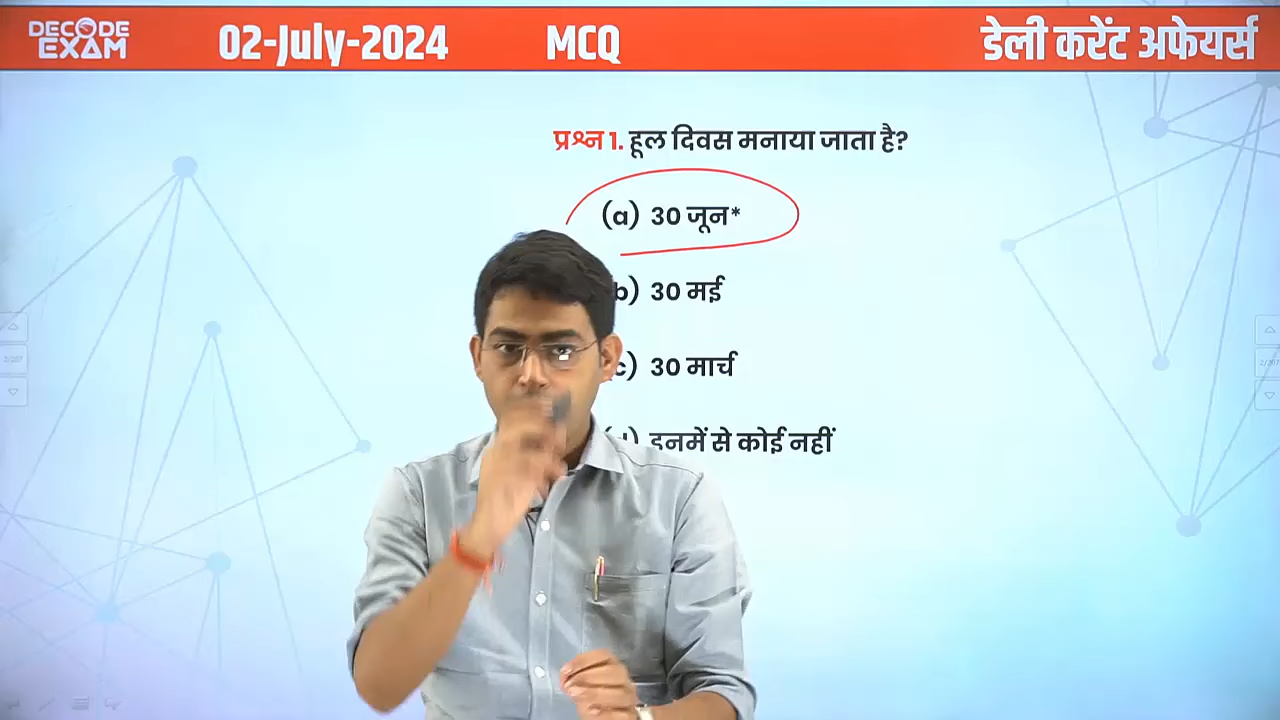 DECODE
EXAM
02-July-2024 MCQ डेली करेंट अफेयर्स
प्रश्न 1. हूल दिवस मनाया जाता है?
(a) 30 जून*
b) 30 मई
c) 30 मार्च
(d) इनमें से कोई नहीं